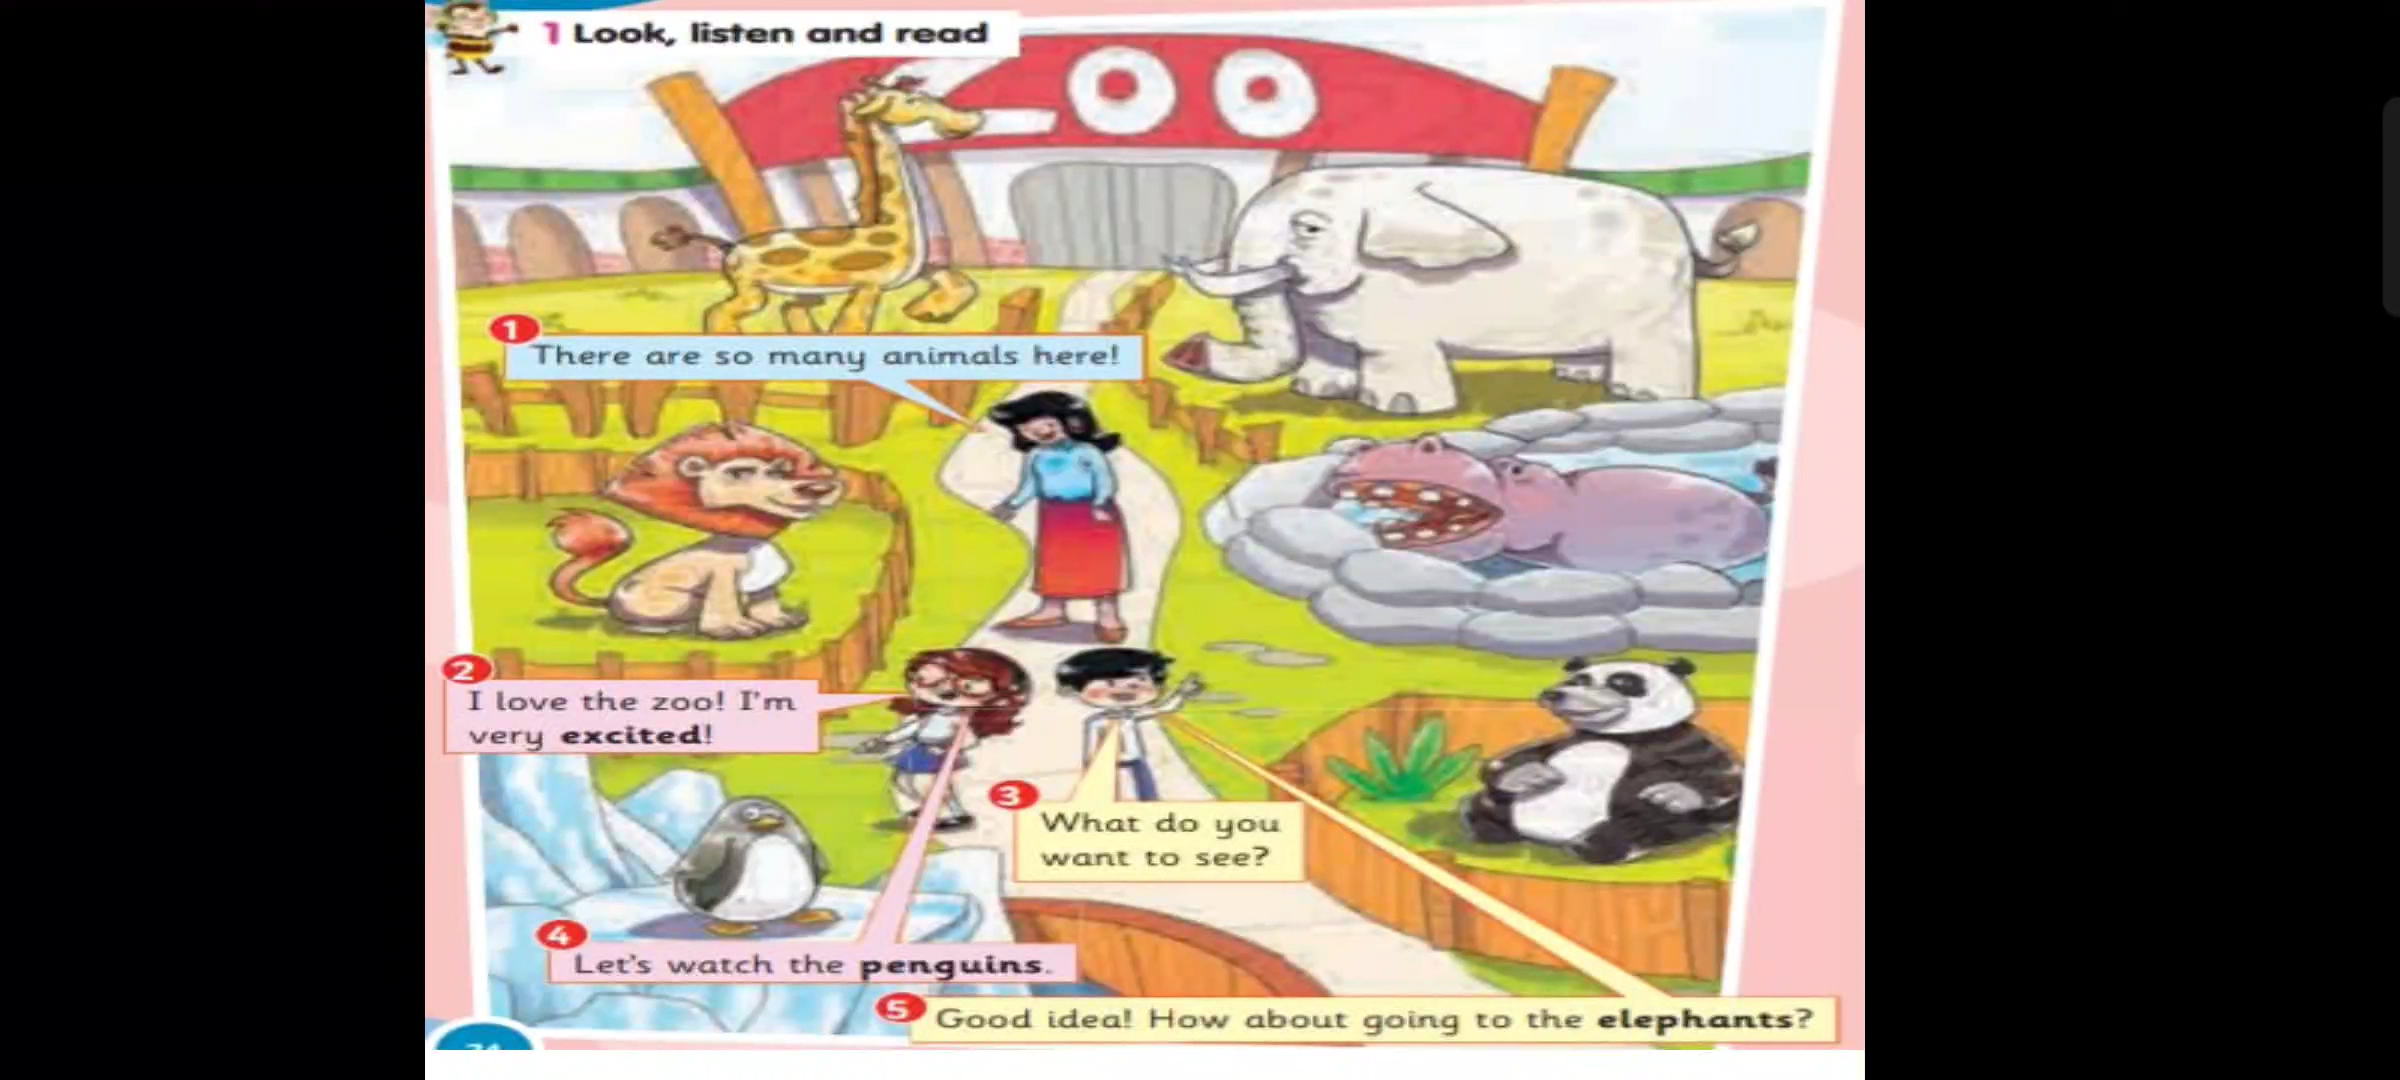 1 Look, listen and read
ZOO
1
There are so many animals here!
2
I love the zoo! I'm
very excited!
3
What do you
want to see?
4
Let's watch the penguins.
5
Good idea! How about going to the elephants?